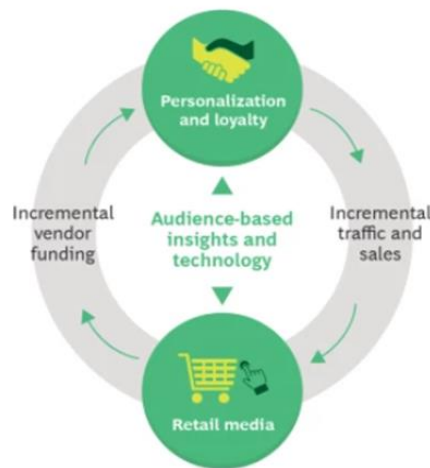 Personalization
and loyalty
Incremental
vendor
funding
Audience-based
insights and
technology
Incremental
traffic and
sales
Retail media